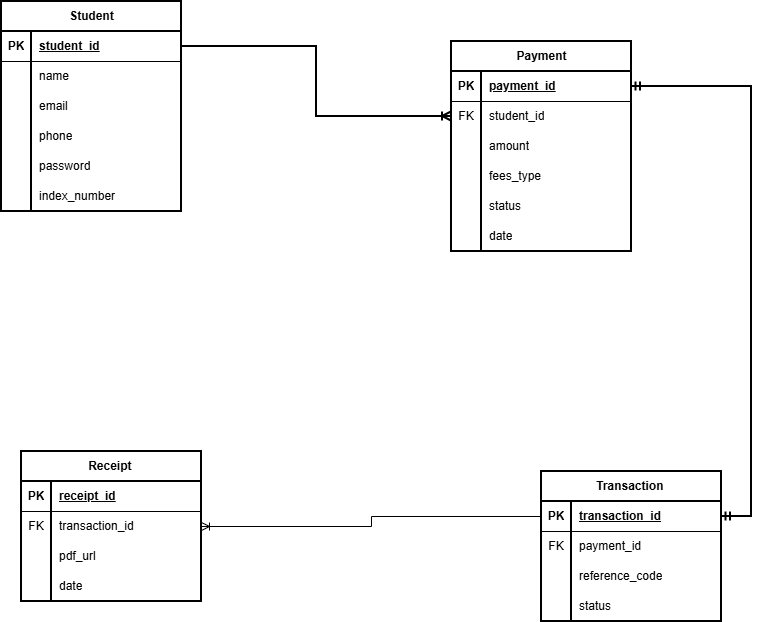 Student
PK student_id
name
email
phone
password
index_number
Payment
PK payment_id
FK student_id
amount
fees_type
status
date
Receipt
PK receipt_id
FK transaction_id
pdf_url
date
Transaction
PK transaction_id
FK payment_id
reference_code
status